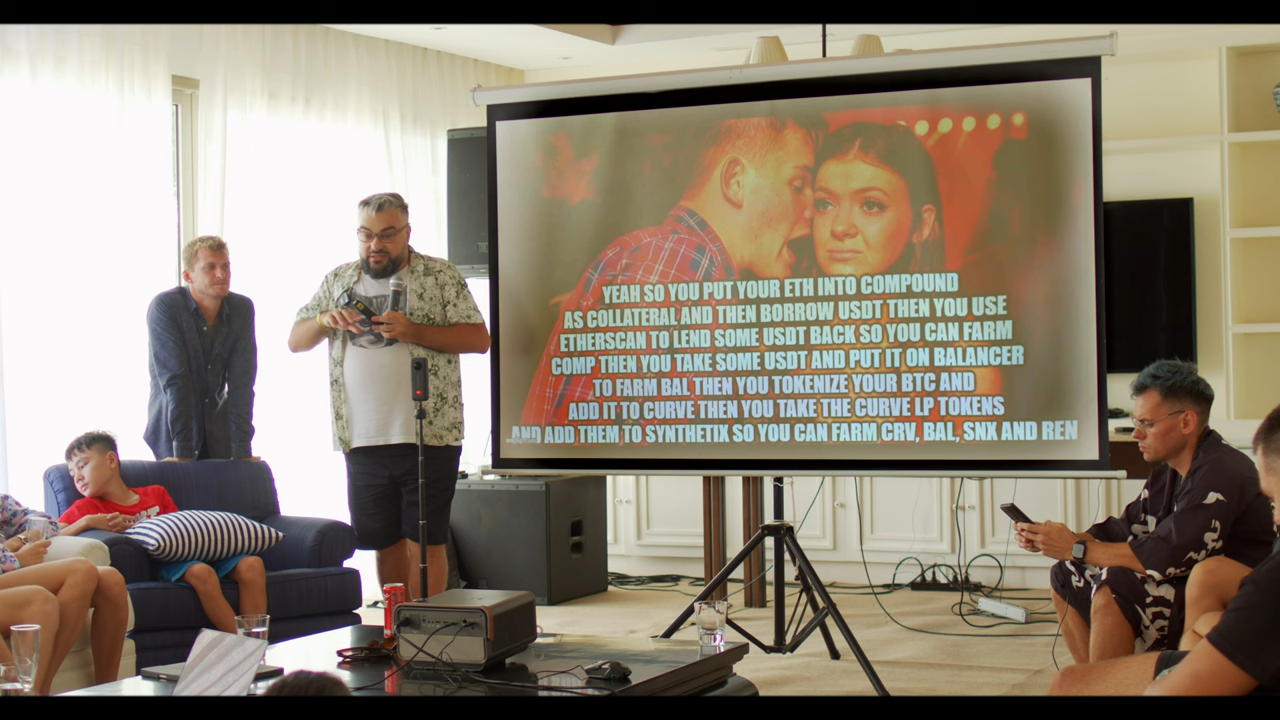 YEAH SO YOU PUT YOUR ETH INTO COMPOUND
AS COLLATERAL AND THEN BORROW USDT THEN YOU USE
ETHERSCAN TO LEND SOME USDT BACK SO YOU CAN FARM
COMP THEN YOU TAKE SOME USDT AND PUT IT ON BALANCER
TO FARM BAL THEN YOU TOKENIZE YOUR BTC AND
ADD IT TO CURVE THEN YOU TAKE THE CURVE LP TOKENS
AND ADD THEM TO SYNTHETIX SO YOU CAN FARM CRV, BAL, SNX AND REN